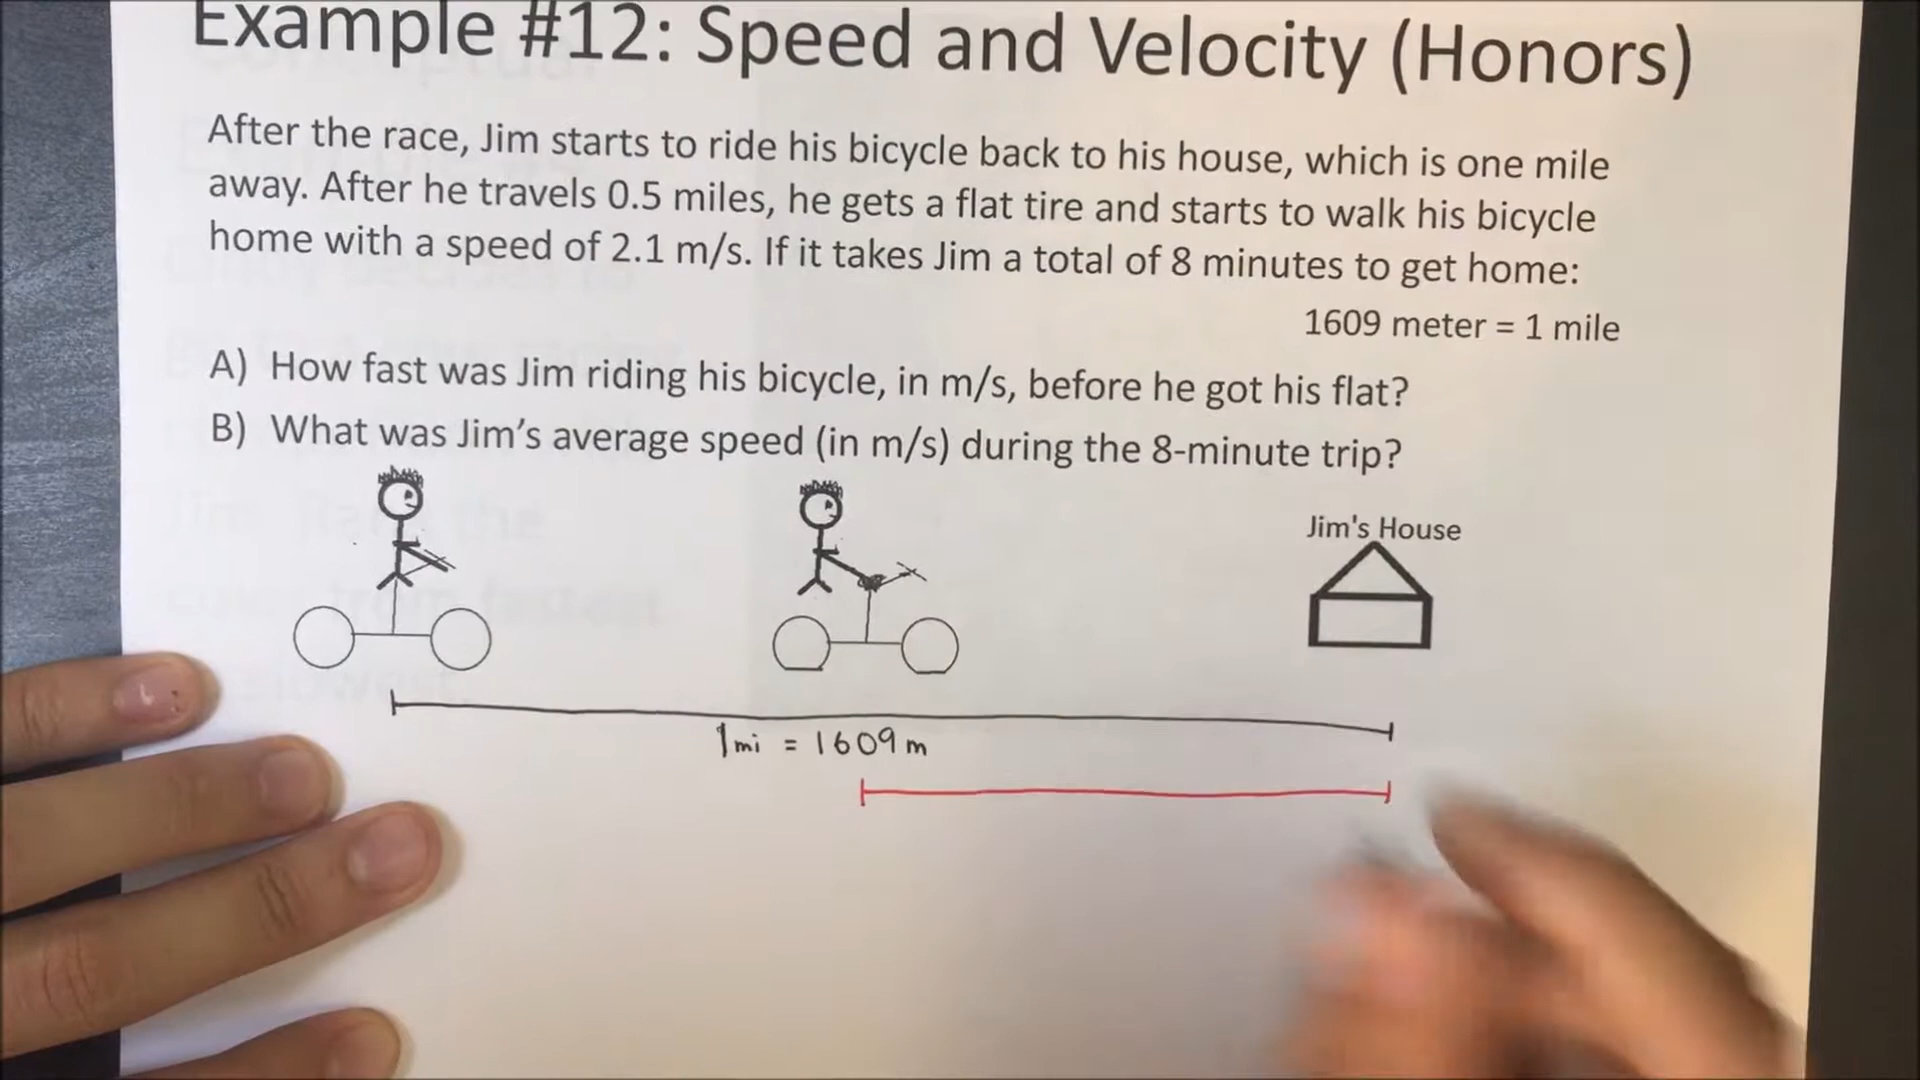 Example #12: Speed and Velocity (Honors)
After the race, Jim starts to ride his bicycle back to his house, which is one mile
away. After he travels 0.5 miles, he gets a flat tire and starts to walk his bicycle
home with a speed of 2.1 m/s. If it takes Jim a total of 8 minutes to get home:
1609 meter = 1 mile
A) How fast was Jim riding his bicycle, in m/s, before he got his flat?
B) What was Jim's average speed (in m/s) during the 8-minute trip?
Jim's House
1mi = 1609m